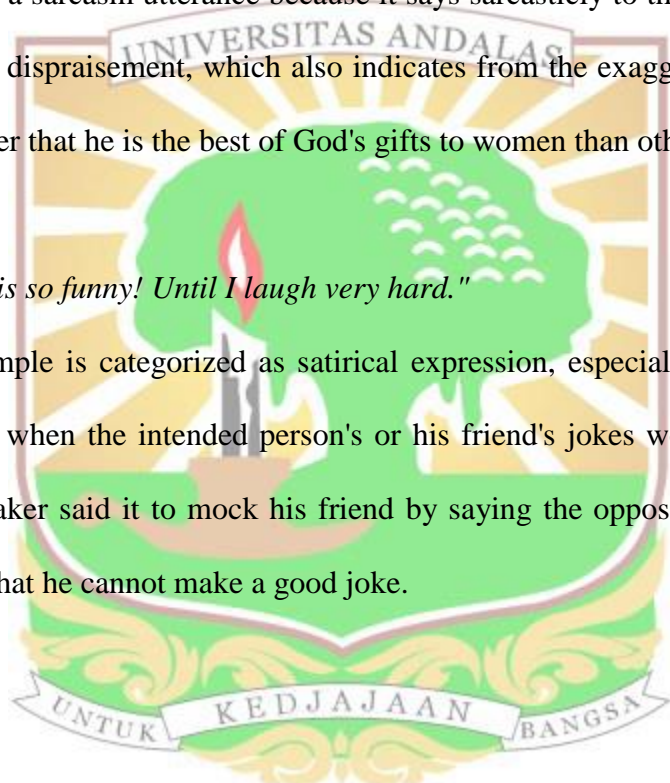 a sarcasm utterance because it says sarcasticly to th
UNIVERSITAS ANDALAS
dispraisement, which also indicates from the exagg
er that he is the best of God's gifts to women than oth
is so funny! Until I laugh very hard."
mple is categorized as satirical expression, especial
when the intended person's or his friend's jokes w
aker said it to mock his friend by saying the oppos
hat he cannot make a good joke.
UNTUK KEDJAJAAN BANGSA